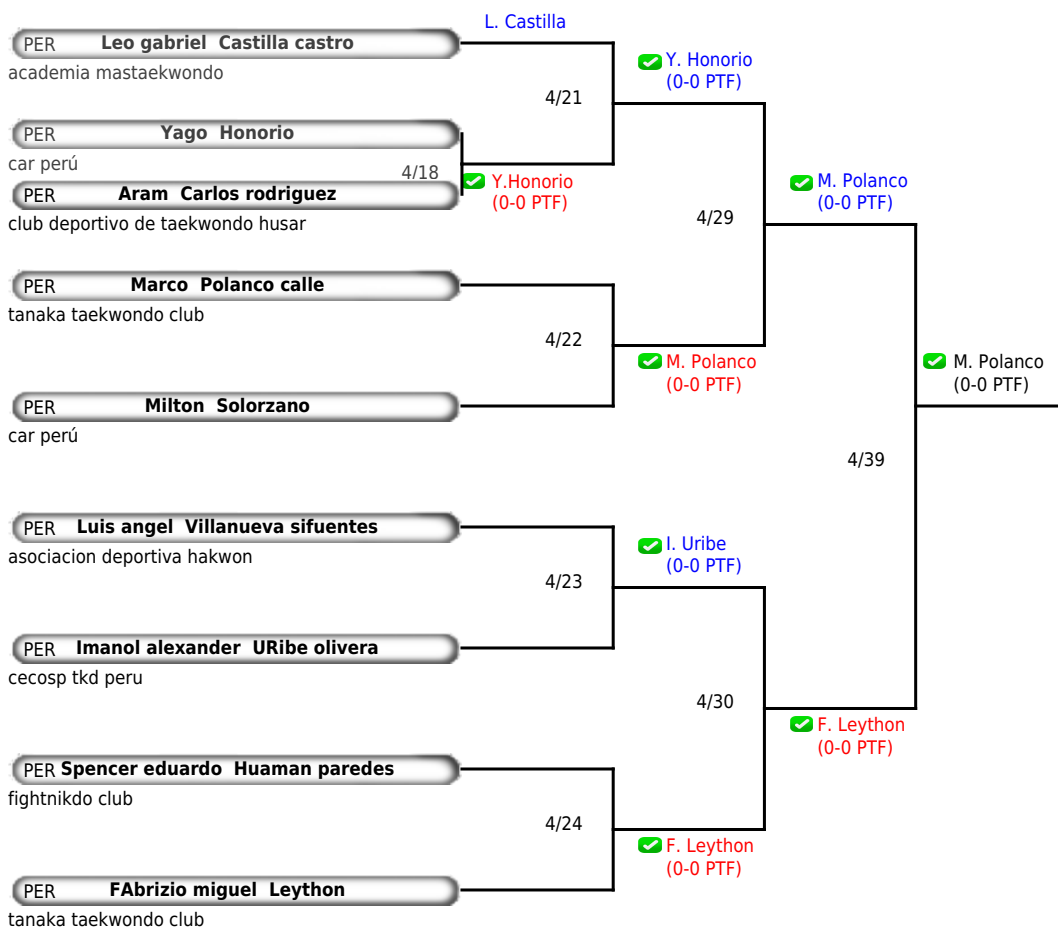 L. Castilla
PER Leo gabriel Castilla castro
academia mastaekwondo
Y. Honorio
(0-0 PTF)
4/21
PER Yago Honorio
car perú
4/18
Y.Honorio
(0-0 PTF)
PER Aram Carlos rodriguez
club deportivo de taekwondo husar
M. Polanco
(0-0 PTF)
4/29
PER Marco Polanco calle
tanaka taekwondo club
4/22
M. Polanco
(0-0 PTF)
M. Polanco
(0-0 PTF)
PER Milton Solorzano
car perú
4/39
PER Luis angel Villanueva sifuentes
asociacion deportiva hakwon
I. Uribe
(0-0 PTF)
4/23
PER Imanol alexander URibe olivera
cecosp tkd peru
4/30
F. Leython
(0-0 PTF)
PER Spencer eduardo Huaman paredes
fightnikdo club
4/24
F. Leython
(0-0 PTF)
PER FAbrizio miguel Leython
tanaka taekwondo club